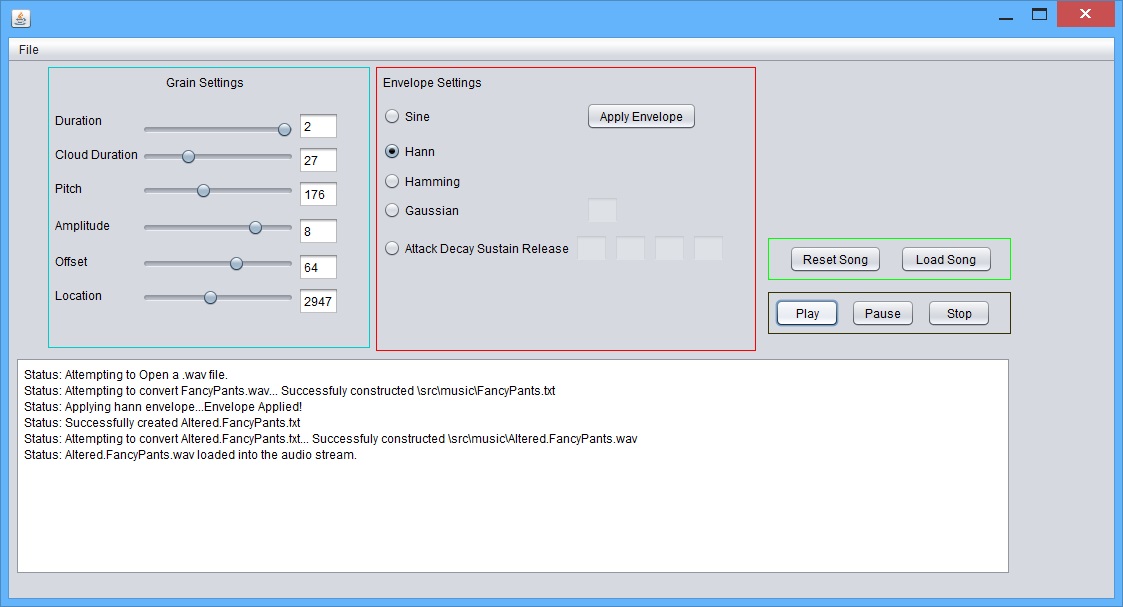 File
Grain Settings
Duration
2
Cloud Duration
27
Pitch
176
Amplitude
8
Offset
64
Location
2947
Envelope Settings
Sine
Apply Envelope
Hann
Hamming
Gaussian
Attack Decay Sustain Release
Reset Song
Load Song
Play
Pause
Stop
Status: Attempting to Open a .wav file.
Status: Attempting to convert FancyPants.wav... Successfuly constructed \src\music\FancyPants.txt
Status: Applying hann envelope...Envelope Applied!
Status: Successfully created Altered.FancyPants.txt
Status: Attempting to convert Altered.FancyPants.txt... Successfuly constructed \src\music\Altered.FancyPants.wav
Status: Altered.FancyPants.wav loaded into the audio stream.